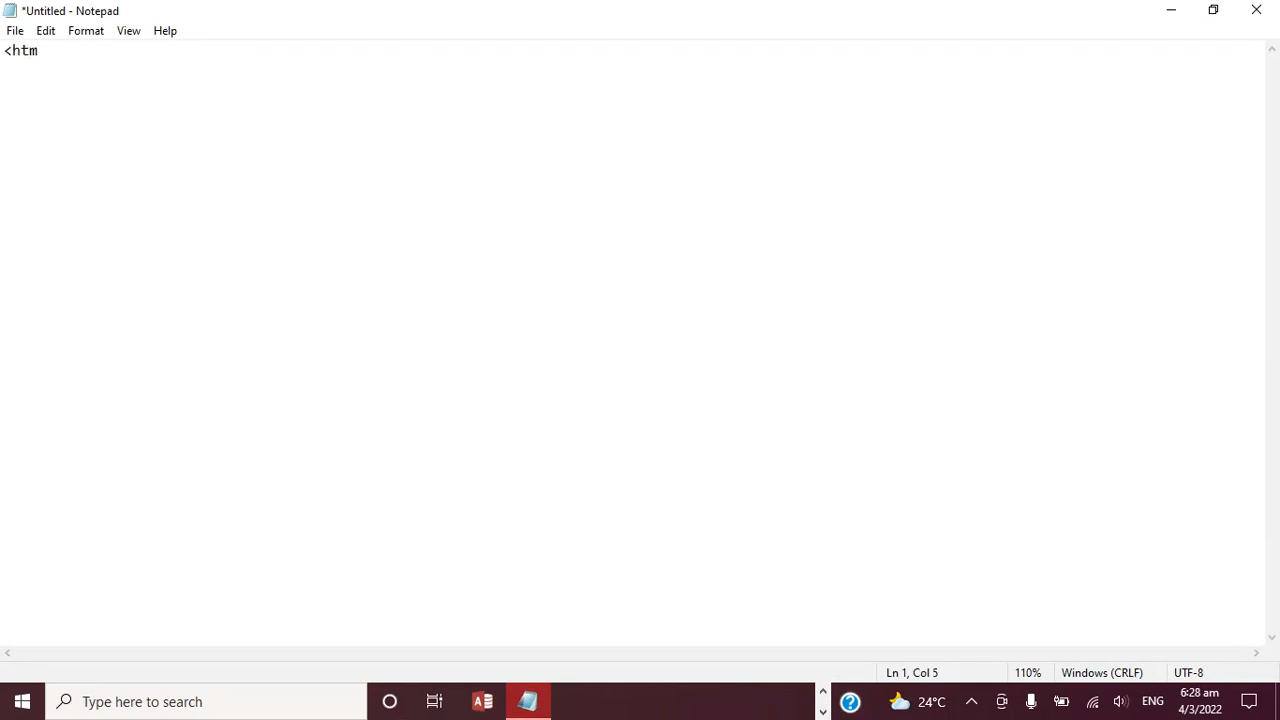 *Untitled - Notepad
File Edit Format View Help
<htm
Ln 1, Col 5 110% Windows (CRLF) UTF-8
Type here to search
24°C
ENG
6:28 am
4/3/2022